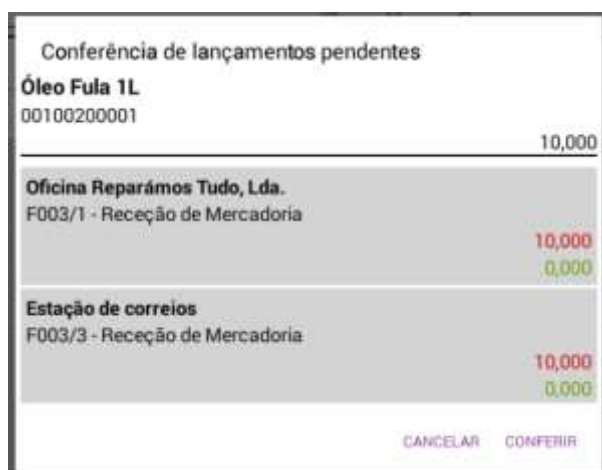 Conferência de lançamentos pendentes
Óleo Fula 1L
00100200001
10,000
Oficina Reparámos Tudo, Lda.
F003/1 - Receção de Mercadoria
10,000
0,000
Estação de correios
F003/3 - Receção de Mercadoria
10,000
0,000
CANCELAR CONFERIR